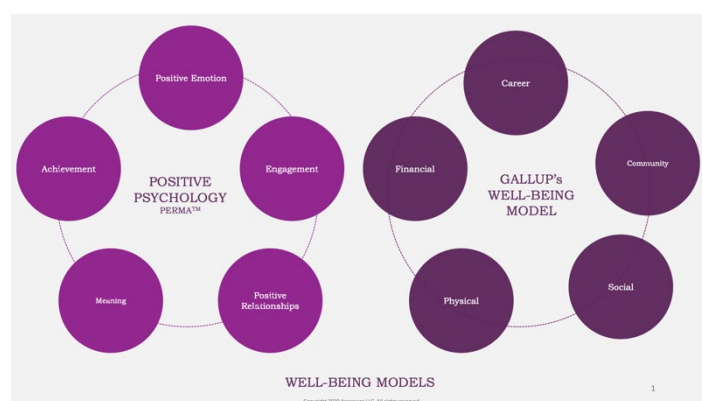 Positive Emotion
Achievement
Engagement
POSITIVE
PSYCHOLOGY
PERMA™
Meaning
Positive
Relationships
Career
Financial
Community
GALLUP's
WELL-BEING
MODEL
Physical
Social
WELL-BEING MODELS
1